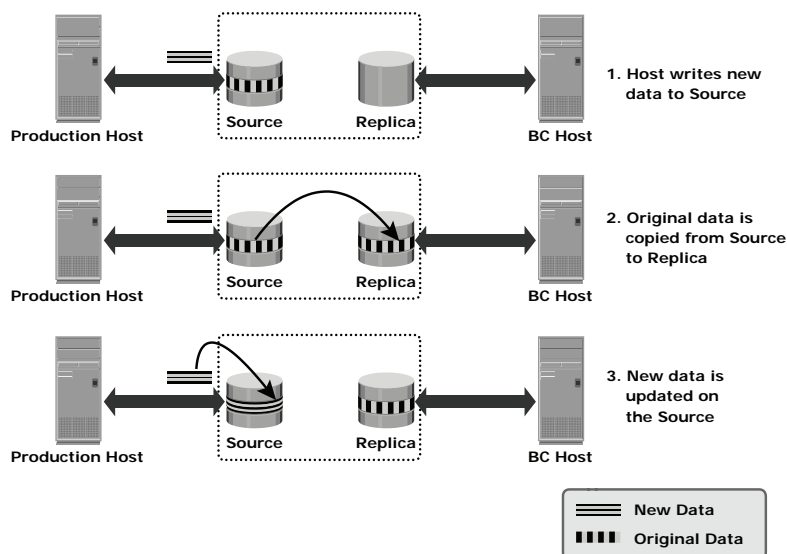 Production Host
Source
Replica
BC Host
1. Host writes new
data to Source
Production Host
Source
Replica
BC Host
2. Original data is
copied from Source
to Replica
Production Host
Source
Replica
BC Host
3. New data is
updated on
the Source
New Data
Original Data